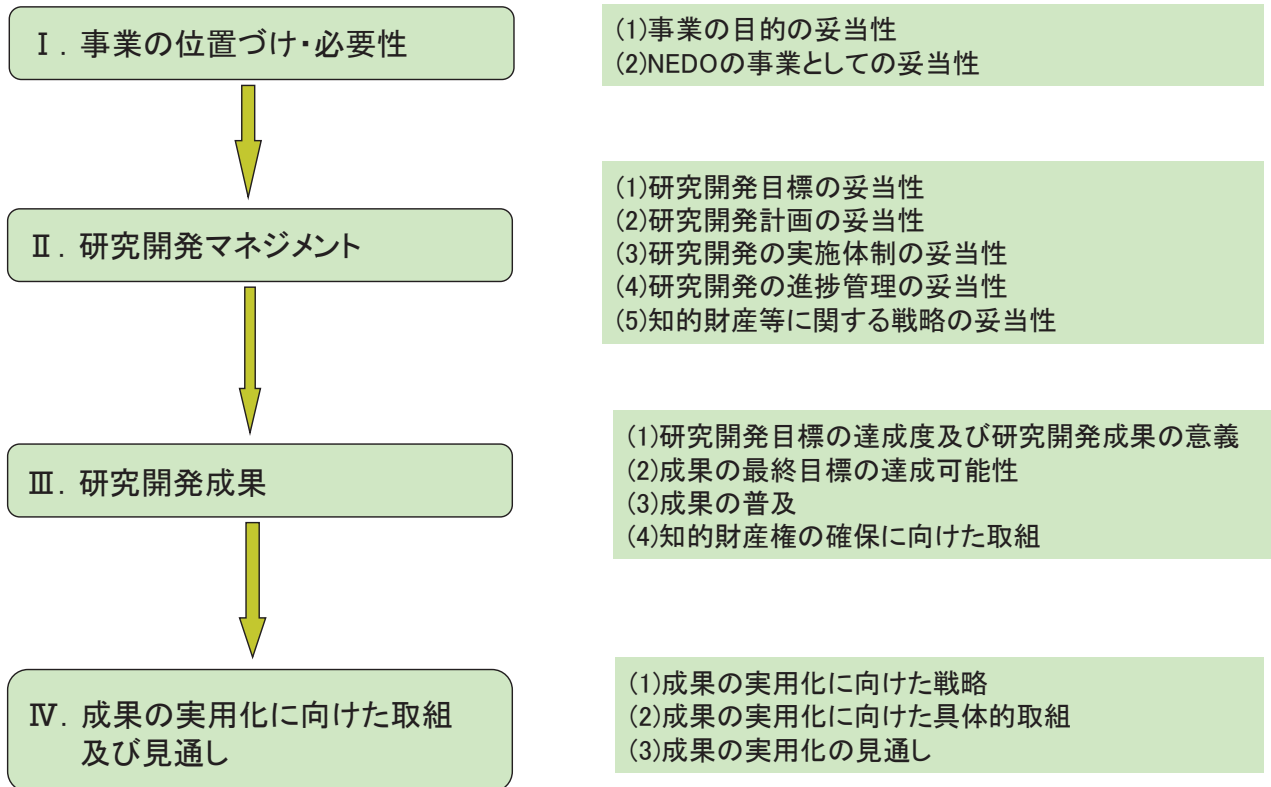 Ⅰ．事業の位置づけ・必要性
(1)事業の目的の妥当性
(2)NEDOの事業としての妥当性
Ⅱ．研究開発マネジメント
(1)研究開発目標の妥当性
(2)研究開発計画の妥当性
(3)研究開発の実施体制の妥当性
(4)研究開発の進捗管理の妥当性
(5)知的財産等に関する戦略の妥当性
Ⅲ．研究開発成果
(1)研究開発目標の達成度及び研究開発成果の意義
(2)成果の最終目標の達成可能性
(3)成果の普及
(4)知的財産権の確保に向けた取組
Ⅳ．成果の実用化に向けた取組
及び見通し
(1)成果の実用化に向けた戦略
(2)成果の実用化に向けた具体的取組
(3)成果の実用化の見通し